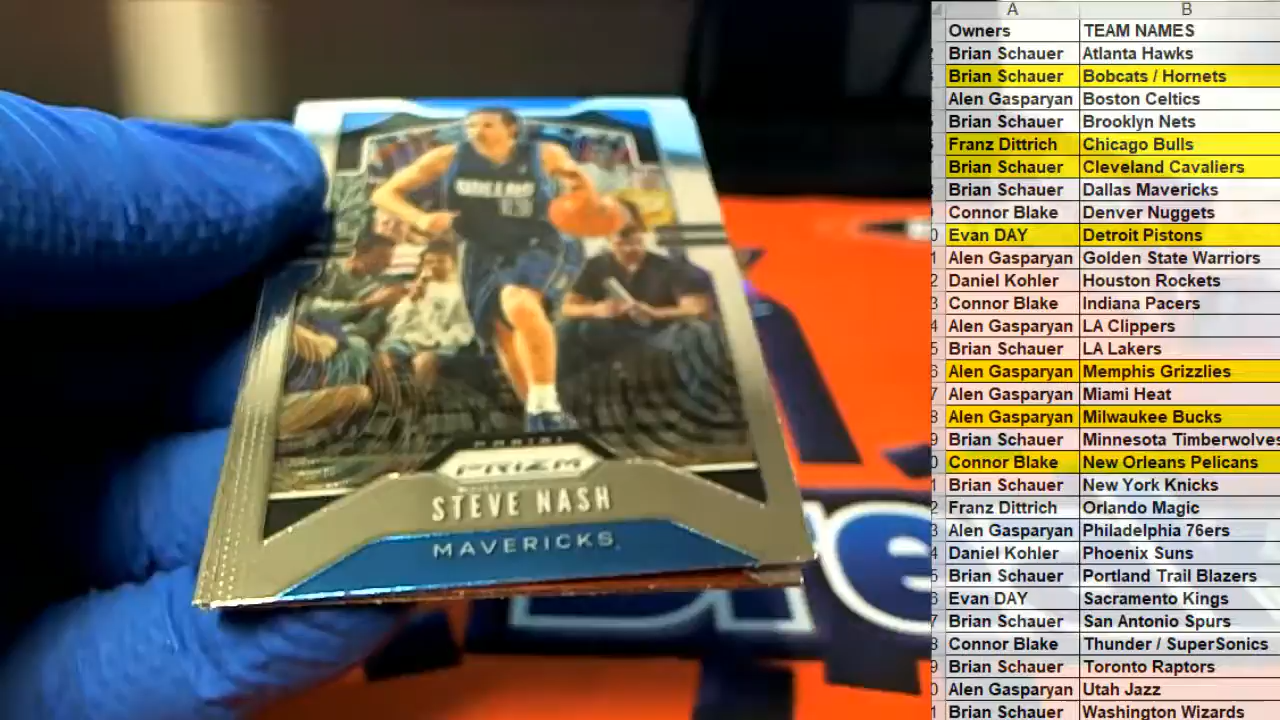 A B
Owners TEAM NAMES
Brian Schauer Atlanta Hawks
Brian Schauer Bobcats / Hornets
Alen Gasparyan Boston Celtics
Brian Schauer Brooklyn Nets
Franz Dittrich Chicago Bulls
Brian Schauer Cleveland Cavaliers
Brian Schauer Dallas Mavericks
Connor Blake Denver Nuggets
Evan DAY Detroit Pistons
Alen Gasparyan Golden State Warriors
Daniel Kohler Houston Rockets
Connor Blake Indiana Pacers
Alen Gasparyan LA Clippers
Brian Schauer LA Lakers
Alen Gasparyan Memphis Grizzlies
Alen Gasparyan Miami Heat
Alen Gasparyan Milwaukee Bucks
Brian Schauer Minnesota Timberwolves
Connor Blake New Orleans Pelicans
Brian Schauer New York Knicks
Franz Dittrich Orlando Magic
Alen Gasparyan Philadelphia 76ers
Daniel Kohler Phoenix Suns
Brian Schauer Portland Trail Blazers
Evan DAY Sacramento Kings
Brian Schauer San Antonio Spurs
Connor Blake Thunder / SuperSonics
Brian Schauer Toronto Raptors
Alen Gasparyan Utah Jazz
Brian Schauer Washington Wizards
DALLAS
13
PANINI
PRIZM
STEVE NASH
MAVERICKS